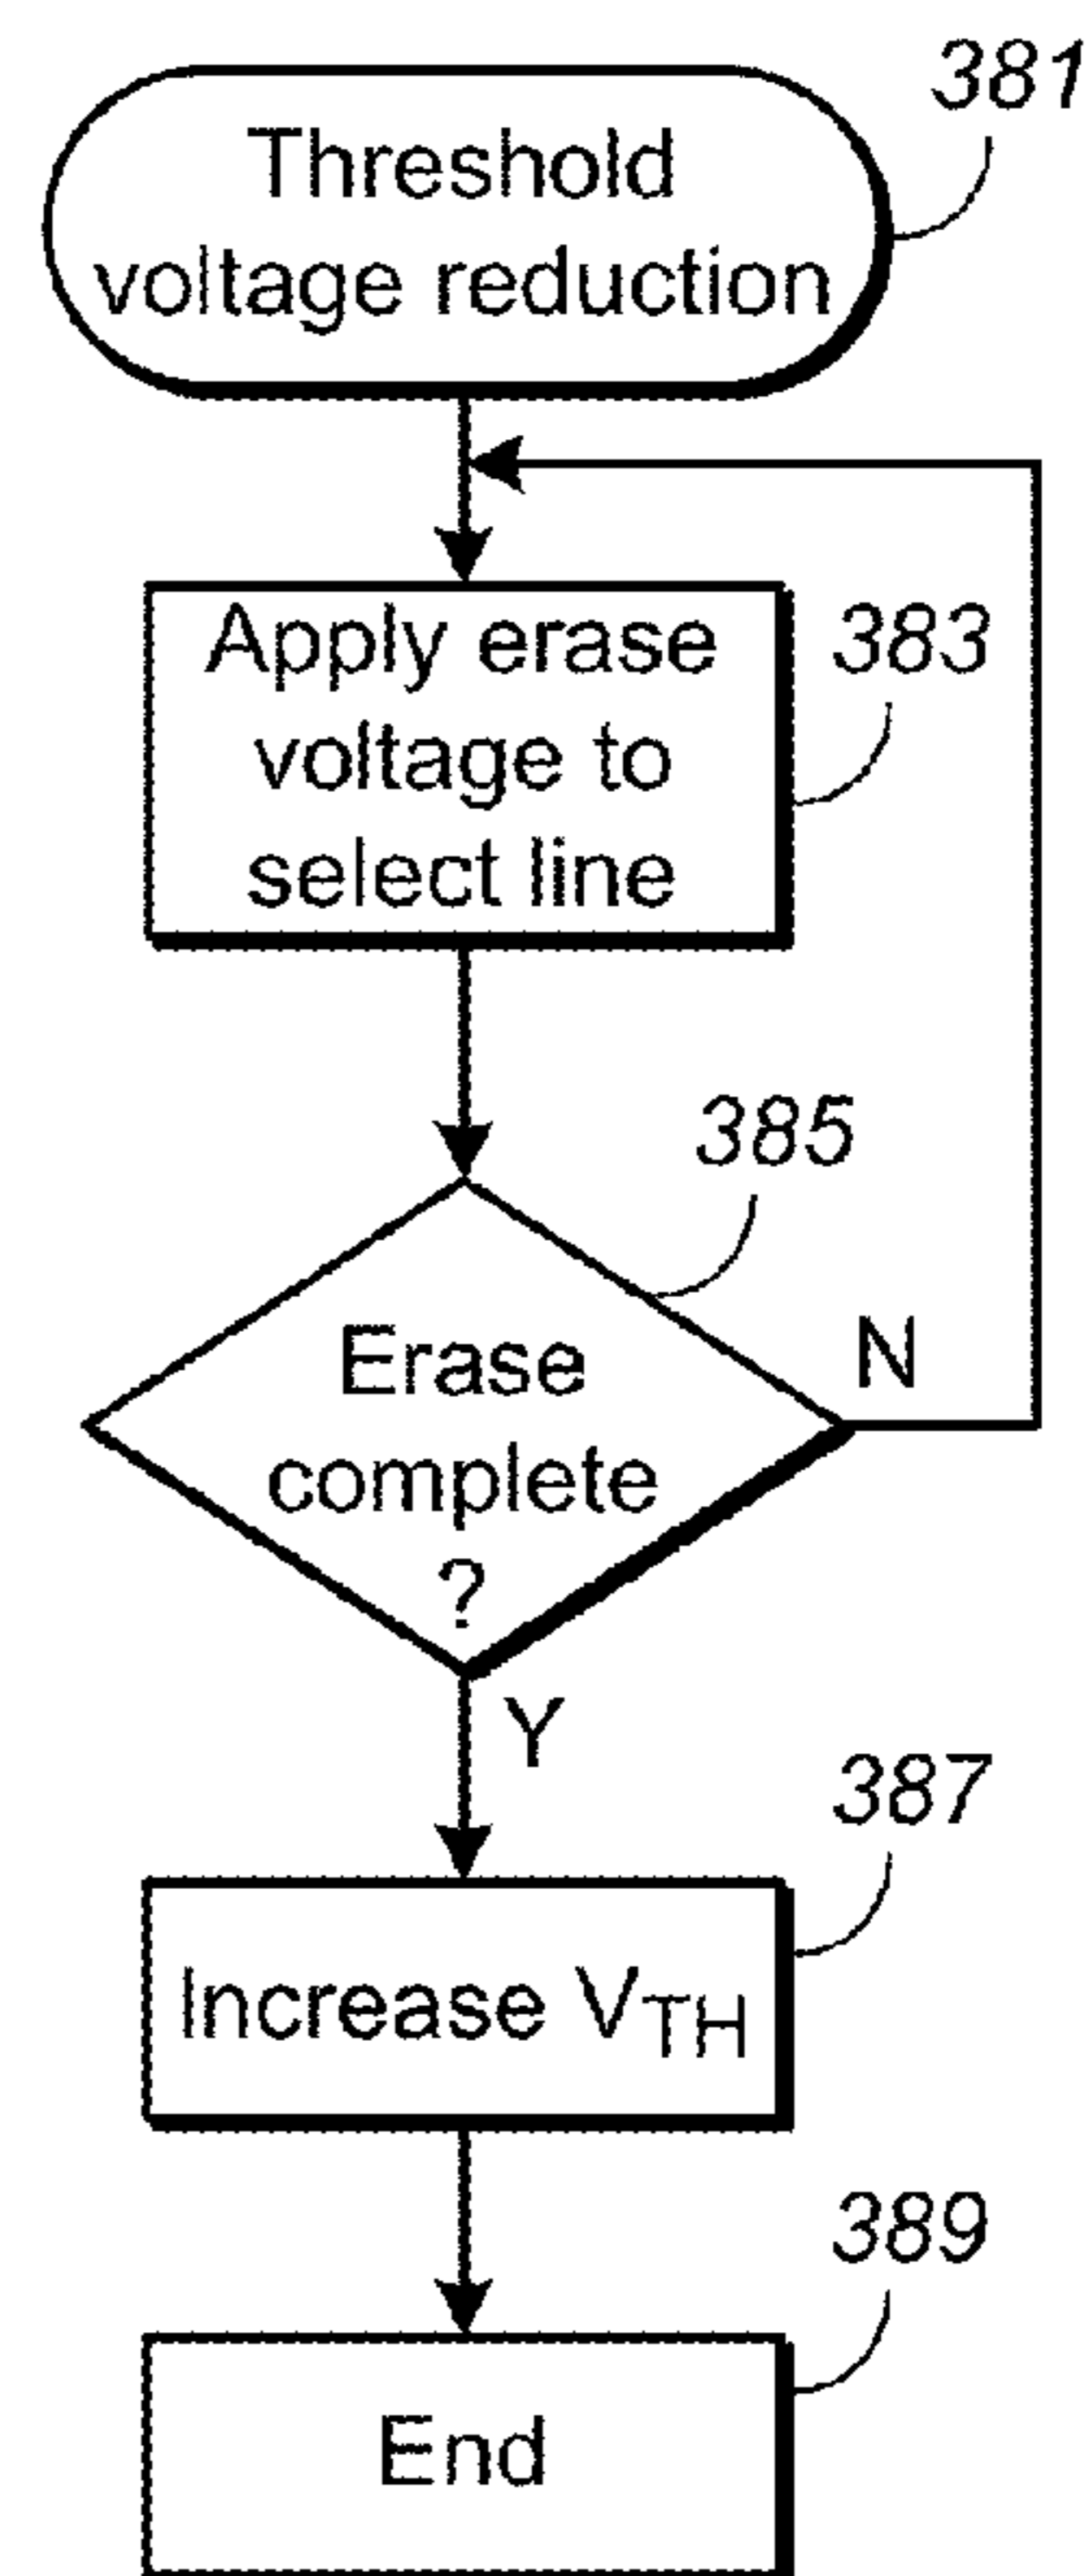 381
Threshold
voltage reduction
383
Apply erase
voltage to
select line
385
Erase
complete
?
N
Y
387
Increase VTH
389
End